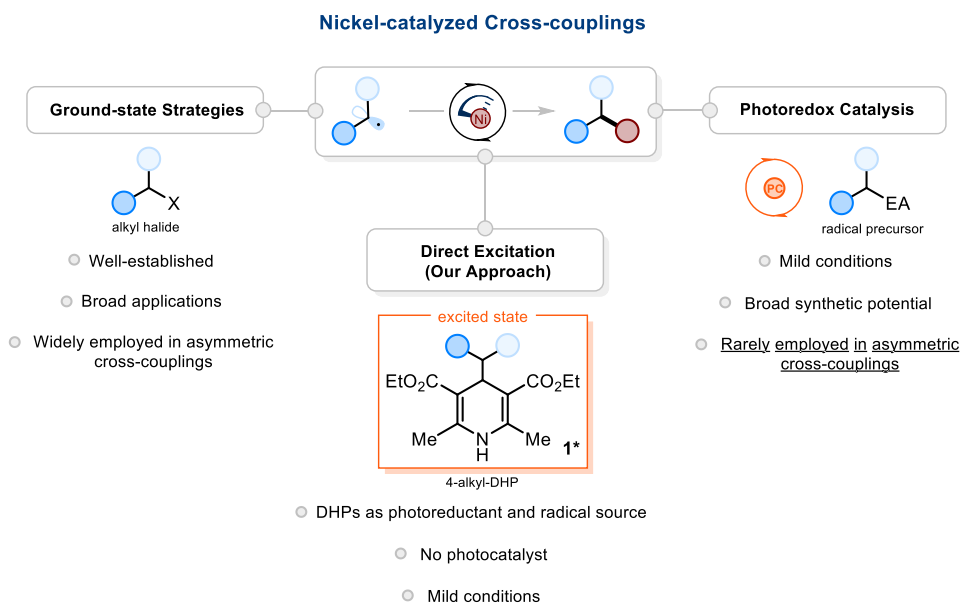 Nickel-catalyzed Cross-couplings
Ground-state Strategies
Ni
Photoredox Catalysis
X
alkyl halide
Well-established
Broad applications
Widely employed in asymmetric
cross-couplings
Direct Excitation
(Our Approach)
excited state
EtO₂C
CO₂Et
Me
N
H
Me
1*
4-alkyl-DHP
DHPs as photoreductant and radical source
No photocatalyst
Mild conditions
PC
EA
radical precursor
Mild conditions
Broad synthetic potential
Rarely employed in asymmetric
cross-couplings